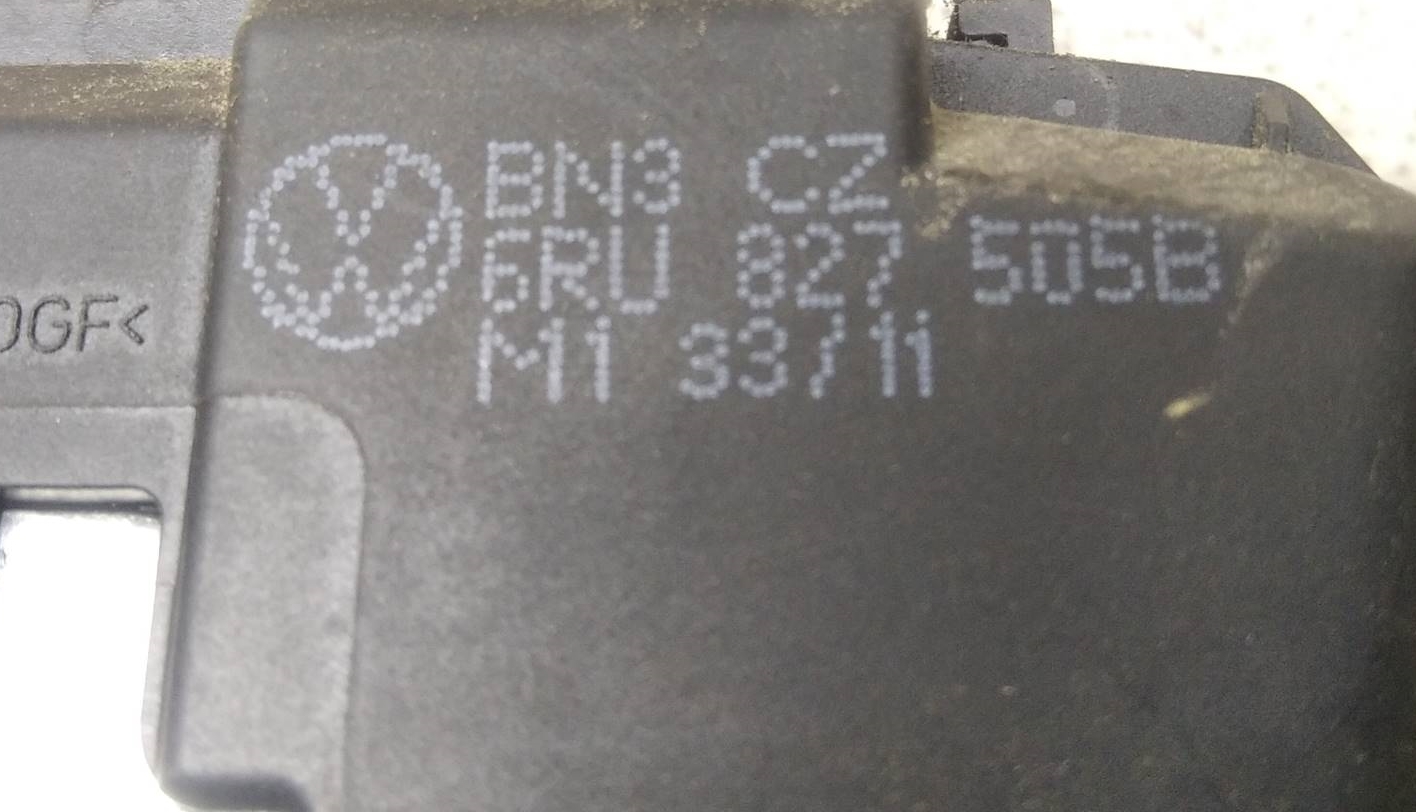 BN3 CZ
6RU 827 505B
M1 33/11
0GF<